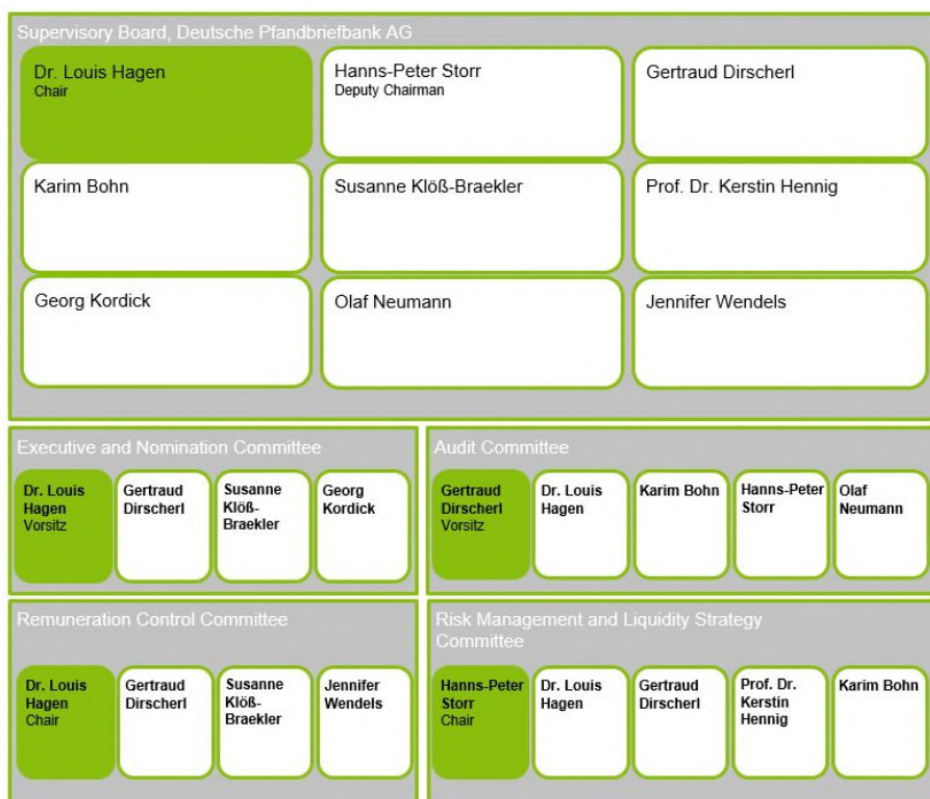 Supervisory Board, Deutsche Pfandbriefbank AG
Dr. Louis Hagen
Chair
Hanns-Peter Storr
Deputy Chairman
Gertraud Dirscherl
Karim Bohn
Susanne Klöß-Braekler
Prof. Dr. Kerstin Hennig
Georg Kordick
Olaf Neumann
Jennifer Wendels
Executive and Nomination Committee
Dr. Louis
Hagen
Vorsitz
Gertraud
Dirscherl
Susanne
Klöß-
Braekler
Georg
Kordick
Audit Committee
Gertraud
Dirscherl
Vorsitz
Dr. Louis
Hagen
Karim Bohn
Hanns-Peter
Storr
Olaf
Neumann
Remuneration Control Committee
Dr. Louis
Hagen
Chair
Gertraud
Dirscherl
Susanne
Klöß-
Braekler
Jennifer
Wendels
Risk Management and Liquidity Strategy
Committee
Hanns-Peter
Storr
Chair
Dr. Louis
Hagen
Gertraud
Dirscherl
Prof. Dr.
Kerstin
Hennig
Karim Bohn